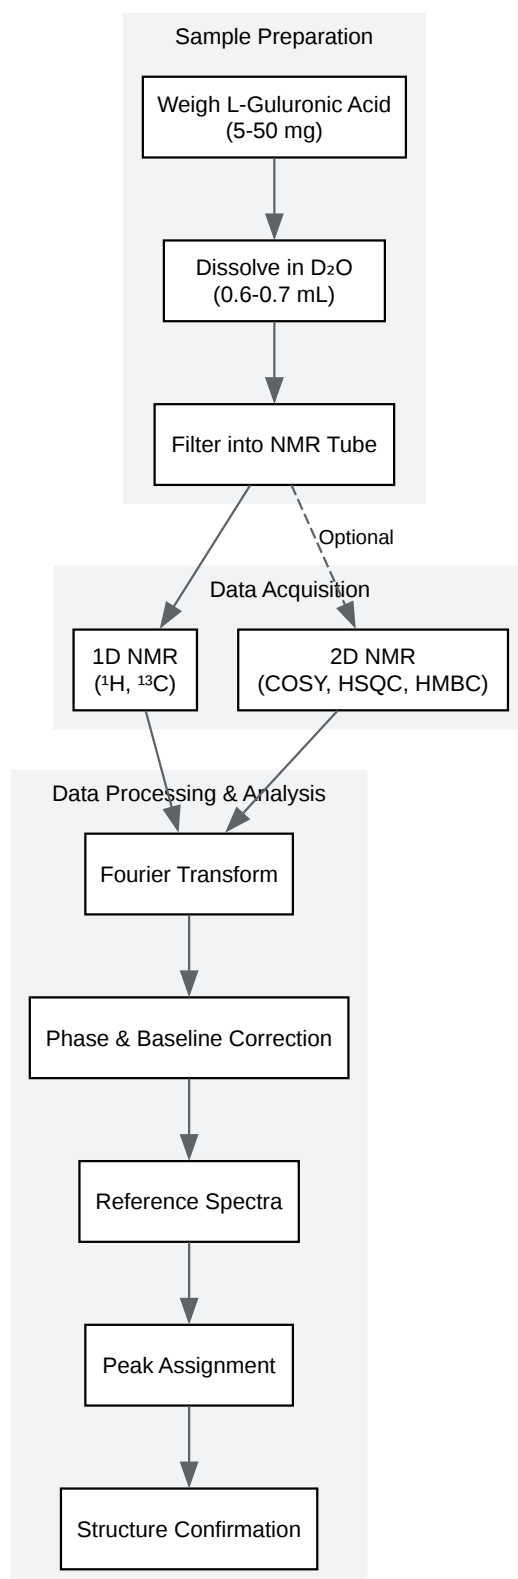 Sample Preparation
Weigh L-Guluronic Acid
(5-50 mg)
Dissolve in D₂O
(0.6-0.7 mL)
Filter into NMR Tube
Optional
Data Acquisition
1D NMR
(¹H, ¹³C)
2D NMR
(COSY, HSQC, HMBC)
Data Processing & Analysis
Fourier Transform
Phase & Baseline Correction
Reference Spectra
Peak Assignment
Structure Confirmation